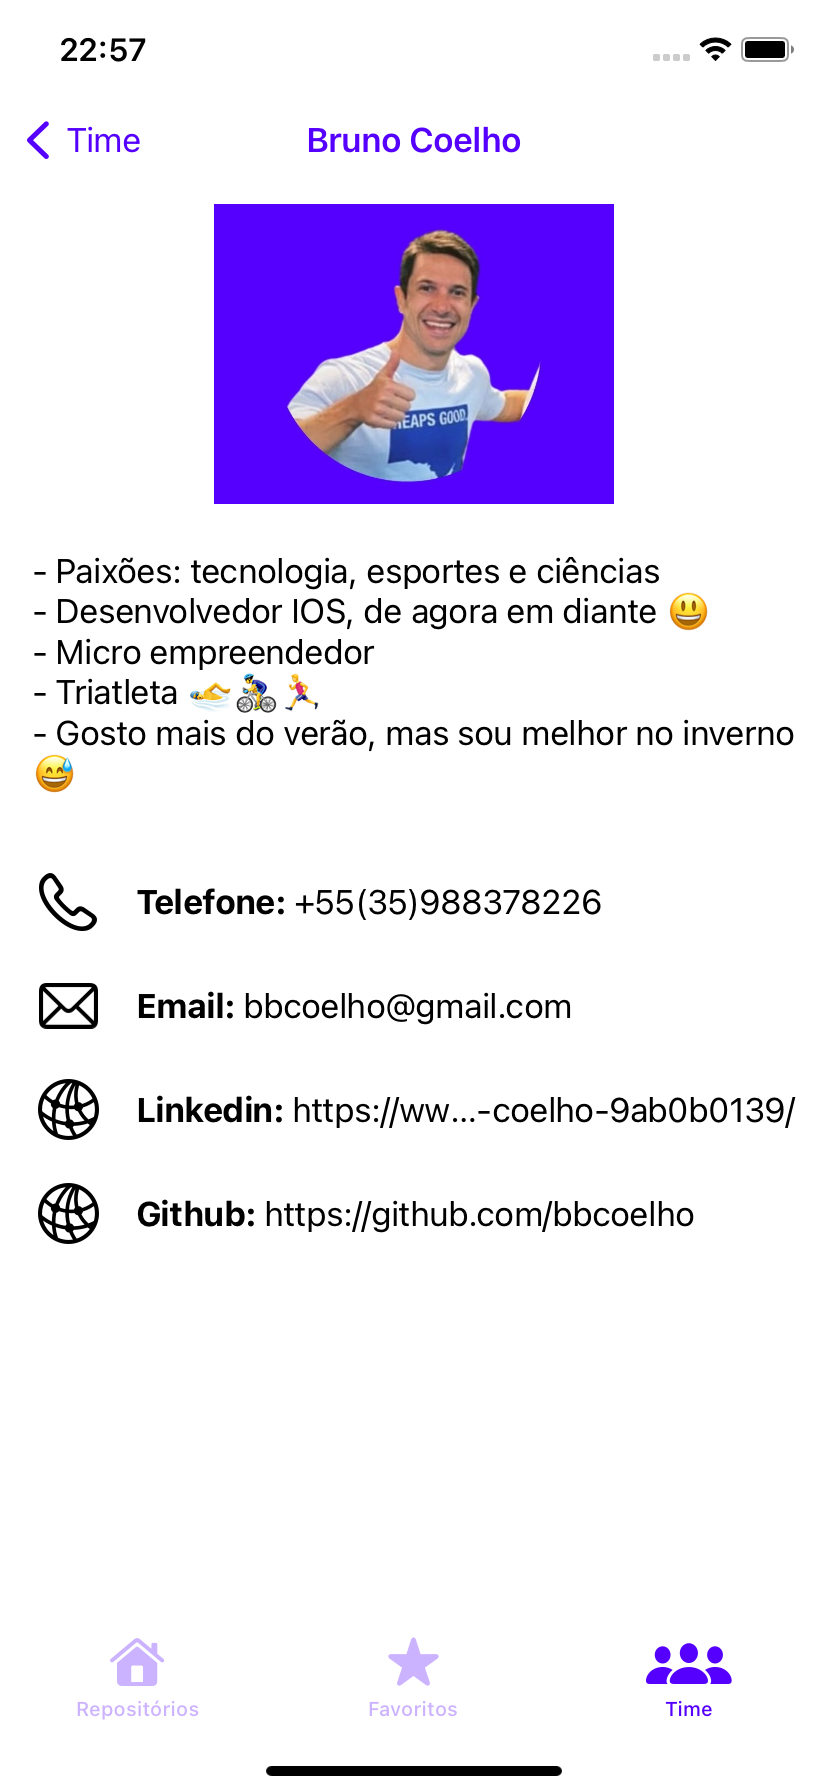 22:57
Time
Bruno Coelho
HEAPS GOOD.
- Paixões: tecnologia, esportes e ciências
- Desenvolvedor IOS, de agora em diante 😃
- Micro empreendedor
- Triatleta 🏊🚴🏃
- Gosto mais do verão, mas sou melhor no inverno
😅
Telefone: +55(35)988378226
Email: bbcoelho@gmail.com
Linkedin: https://ww...-coelho-9ab0b0139/
Github: https://github.com/bbcoelho
Repositórios
Favoritos
Time